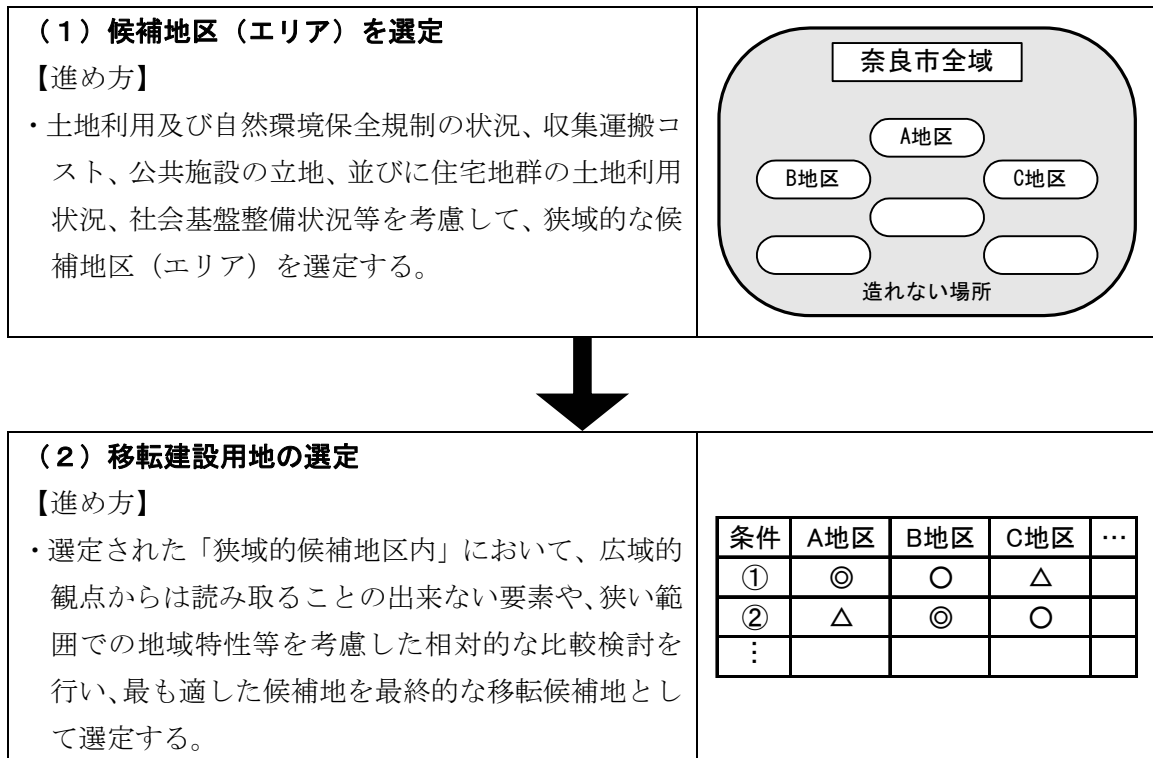 （１）候補地区（エリア）を選定
【進め方】
・土地利用及び自然環境保全規制の状況、収集運搬コ
スト、公共施設の立地、並びに住宅地群の土地利用
状況、社会基盤整備状況等を考慮して、狭域的な候
補地区（エリア）を選定する。
奈良市全域
A地区
B地区
C地区
造れない場所
（２）移転建設用地の選定
【進め方】
・選定された「狭域的候補地区内」において、広域的
観点からは読み取ることの出来ない要素や、狭い範
囲での地域特性等を考慮した相対的な比較検討を
行い、最も適した候補地を最終的な移転候補地とし
て選定する。
条件 A地区 B地区 C地区 …
① ◎ ○ △
② △ ◎ ○
⋮